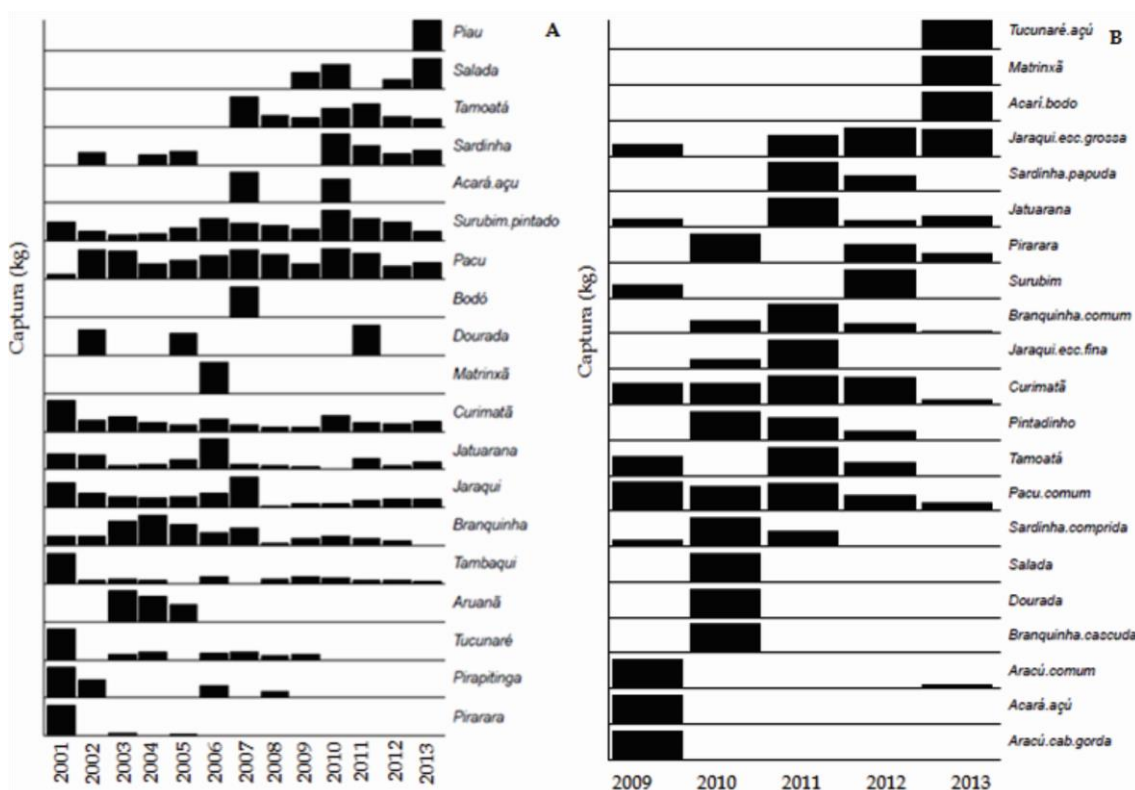 A
Piau
Salada
Tamoatá
Sardinha
Acará.açu
Surubim.pintado
Pacu
Bodó
Dourada
Matrinxã
Curimatã
Jatuarana
Jaraqui
Branquinha
Tambaqui
Aruanã
Tucunaré
Pirapitinga
Pirarara
Captura (kg)
2001 2002 2003 2004 2005 2006 2007 2008 2009 2010 2011 2012 2013
B
Tucunaré.açú
Matrinxã
Acarí.bodo
Jaraqui.esc.grossa
Sardinha.papuda
Jatuarana
Pirarara
Surubim
Branquinha.comum
Jaraqui.esc.fina
Curimatã
Pintadinho
Tamoatá
Pacu.comum
Sardinha.comprida
Salada
Dourada
Branquinha.cascuda
Aracú.comum
Acará.açú
Aracú.cab.gorda
Captura (kg)
2009 2010 2011 2012 2013